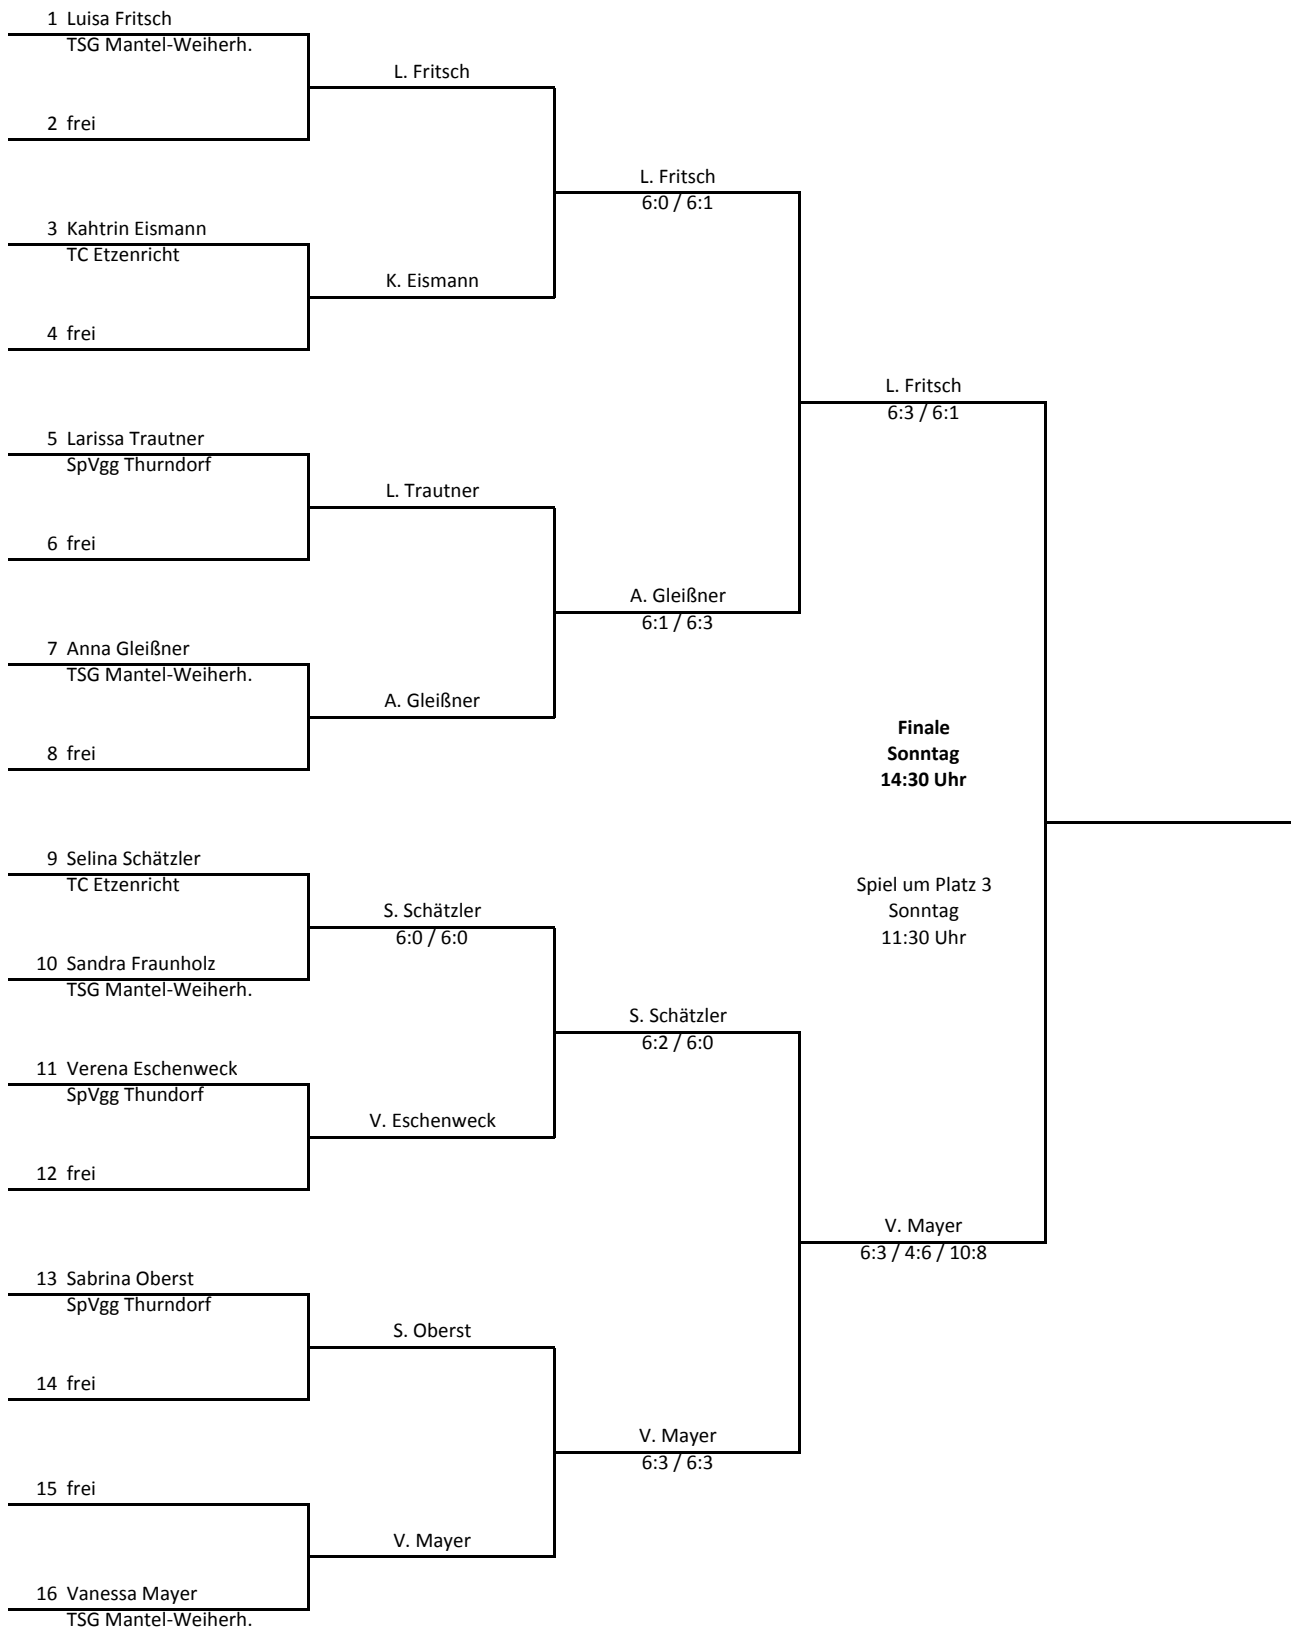 1 Luisa Fritsch
TSG Mantel-Weiherh.
L. Fritsch
2 frei
L. Fritsch
6:0 / 6:1
3 Kahtrin Eismann
TC Etzenricht
K. Eismann
4 frei
L. Fritsch
6:3 / 6:1
5 Larissa Trautner
SpVgg Thurndorf
L. Trautner
6 frei
A. Gleißner
6:1 / 6:3
7 Anna Gleißner
TSG Mantel-Weiherh.
A. Gleißner
8 frei
Finale
Sonntag
14:30 Uhr
9 Selina Schätzler
TC Etzenricht
Spiel um Platz 3
Sonntag
11:30 Uhr
S. Schätzler
6:0 / 6:0
10 Sandra Fraunholz
TSG Mantel-Weiherh.
S. Schätzler
6:2 / 6:0
11 Verena Eschenweck
SpVgg Thundorf
V. Eschenweck
12 frei
V. Mayer
6:3 / 4:6 / 10:8
13 Sabrina Oberst
SpVgg Thurndorf
S. Oberst
14 frei
V. Mayer
6:3 / 6:3
15 frei
V. Mayer
16 Vanessa Mayer
TSG Mantel-Weiherh.